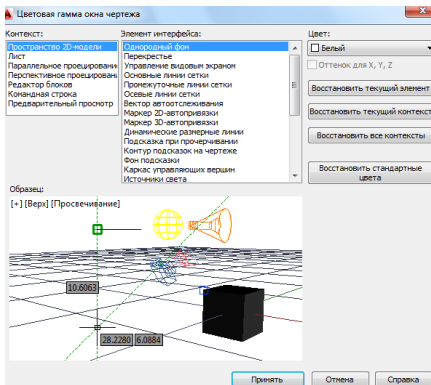 Цветовая гамма окна чертежа
Контекст:
Пространство 2D-модели
Лист
Параллельное проецировани
Перспективное проецирован
Редактор блоков
Командная строка
Предварительный просмотр
Элемент интерфейса:
Однородный фон
Перекрестье
Управление видовым экраном
Основные линии сетки
Промежуточные линии сетки
Осевые линии сетки
Вектор автоотслеживания
Маркер 2D-автопривязки
Маркер 3D-автопривязки
Динамические размерные линии
Подсказка при прочерчивании
Контур подсказок на чертеже
Фон подсказки
Каркас управляющих вершин
Источники света
Цвет:
Белый
Оттенок для X, Y, Z
Восстановить текущий элемент
Восстановить текущий контекст
Восстановить все контексты
Восстановить стандартные
цвета
Образец:
[+] [Верх] [Просвечивание]
10.6063
28.2280 6.0884
Принять Отмена Справка